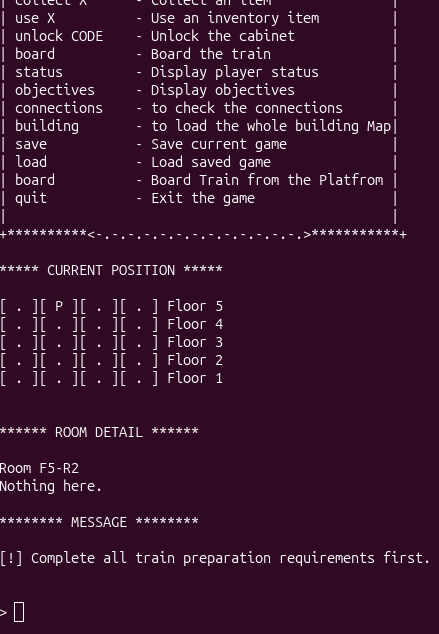 | collect X      - Collect an item               |
| use X          - Use an inventory item         |
| unlock CODE    - Unlock the cabinet            |
| board          - Board the train               |
| status         - Display player status         |
| objectives     - Display objectives            |
| connections    - to check the connections      |
| building       - to load the whole building Map|
| save           - Save current game             |
| load           - Load saved game               |
| board          - Board Train from the Platfrom |
| quit           - Exit the game                 |
|                                                |
+**********<-.-.-.-.-.-.-.-.-.-.-.-.-.>***********+
***** CURRENT POSITION *****
[ . ][ P ][ . ][ . ] Floor 5
[ . ][ . ][ . ][ . ] Floor 4
[ . ][ . ][ . ][ . ] Floor 3
[ . ][ . ][ . ][ . ] Floor 2
[ . ][ . ][ . ][ . ] Floor 1
****** ROOM DETAIL ******
Room F5-R2
Nothing here.
******** MESSAGE ********
[!] Complete all train preparation requirements first.
>